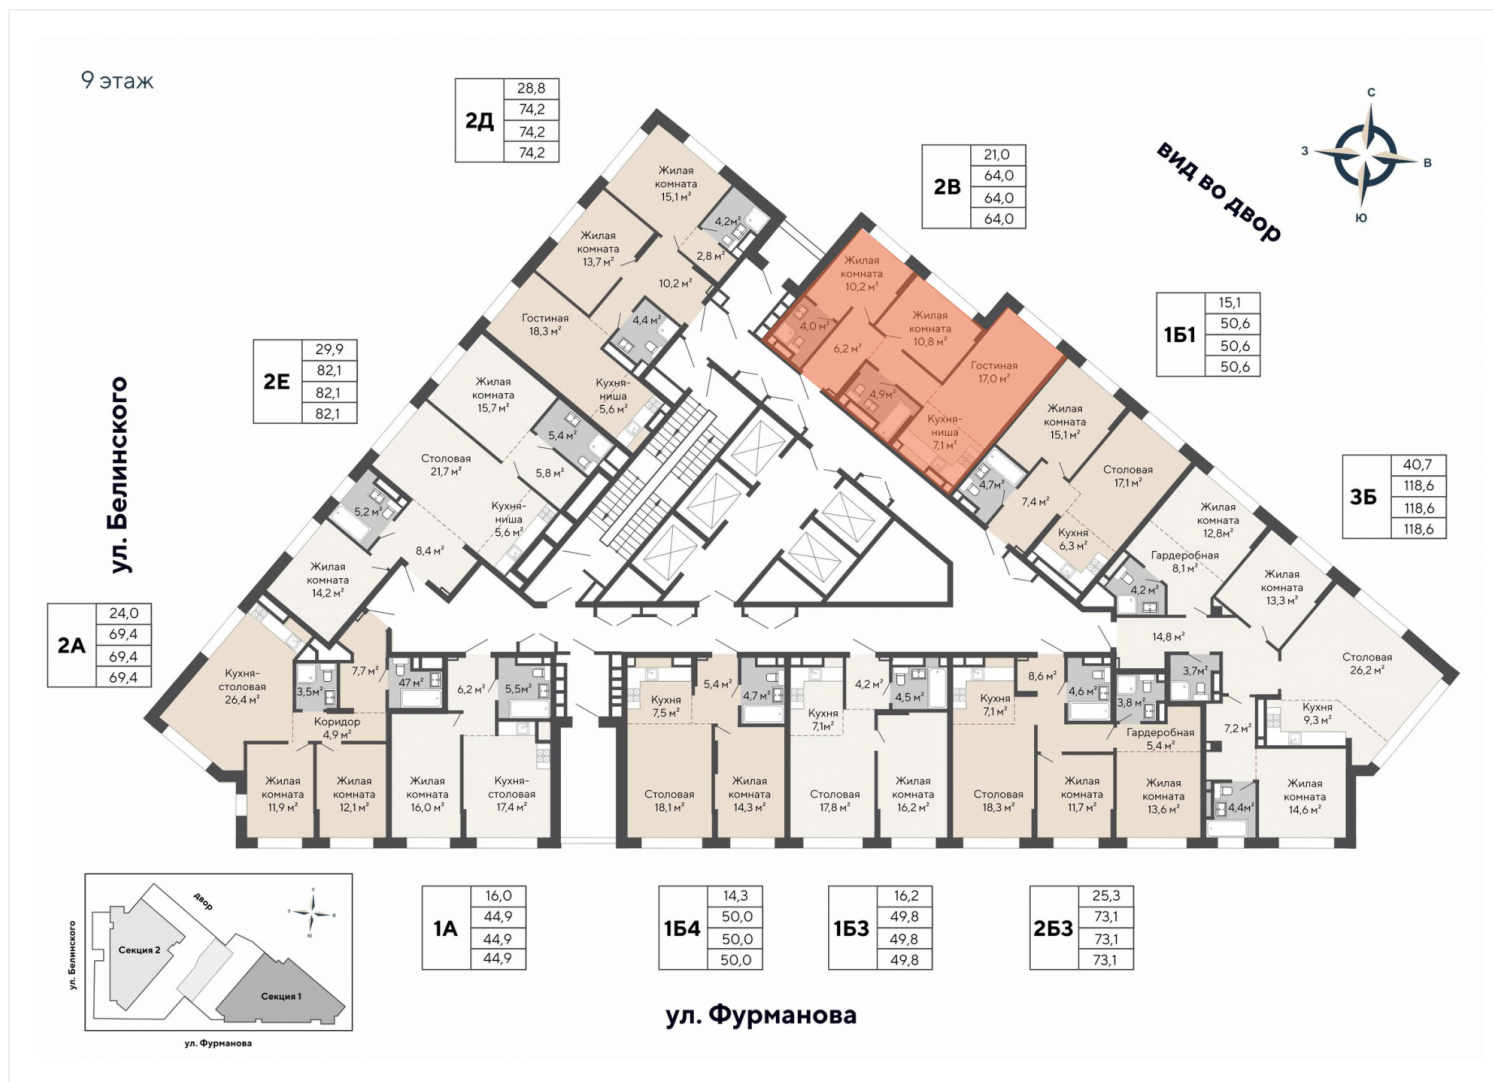 9 этаж
2Д
28,8
74,2
74,2
74,2
2В
21,0
64,0
64,0
64,0
С
З
В
Ю
вид во двор
1Б1
15,1
50,6
50,6
50,6
2Е
29,9
82,1
82,1
82,1
3Б
40,7
118,6
118,6
118,6
2А
24,0
69,4
69,4
69,4
ул. Белинского
Жилая
комната
15,1 м²
4,2м²
2,8 м²
Жилая
комната
13,7 м²
10,2 м²
Гостиная
18,3 м²
4,4 м²
Кухня-
ниша
5,6 м²
Жилая
комната
15,7 м²
5,4 м²
5,8 м²
Столовая
21,7 м²
Кухня-
ниша
5,6 м²
5,2 м²
8,4 м²
Жилая
комната
14,2 м²
Жилая
комната
10,2 м²
4,0 м²
6,2 м²
Жилая
комната
10,8 м²
Гостиная
17,0 м²
4,9м²
Кухня-
ниша
7,1 м²
Жилая
комната
15,1 м²
4,7м²
7,4 м²
Столовая
17,1 м²
Кухня
6,3 м²
Жилая
комната
12,8м²
Гардеробная
8,1 м²
4,2 м²
Жилая
комната
13,3 м²
14,8 м²
3,7м²
Столовая
26,2 м²
Кухня
9,3 м²
7,2 м²
4,4м²
Жилая
комната
14,6 м²
Кухня-
столовая
26,4 м²
3,5м²
7,7 м²
Коридор
4,9 м²
Жилая
комната
11,9 м²
Жилая
комната
12,1 м²
47 м²
6,2 м²
5,5м²
Жилая
комната
16,0 м²
Кухня-
столовая
17,4 м²
Кухня
7,5 м²
5,4 м²
4,7 м²
Столовая
18,1 м²
Жилая
комната
14,3 м²
Кухня
7,1м²
4,2 м²
4,5 м²
Столовая
17,8 м²
Жилая
комната
16,2 м²
Кухня
7,1 м²
8,6 м²
4,6 м²
Столовая
18,3 м²
Жилая
комната
11,7 м²
3,8 м²
Гардеробная
5,4 м²
Жилая
комната
13,6 м²
1А
16,0
44,9
44,9
44,9
1Б4
14,3
50,0
50,0
50,0
1Б3
16,2
49,8
49,8
49,8
2Б3
25,3
73,1
73,1
73,1
ул. Фурманова
двор
Секция 2
Секция 1
ул. Белинского
ул. Фурманова